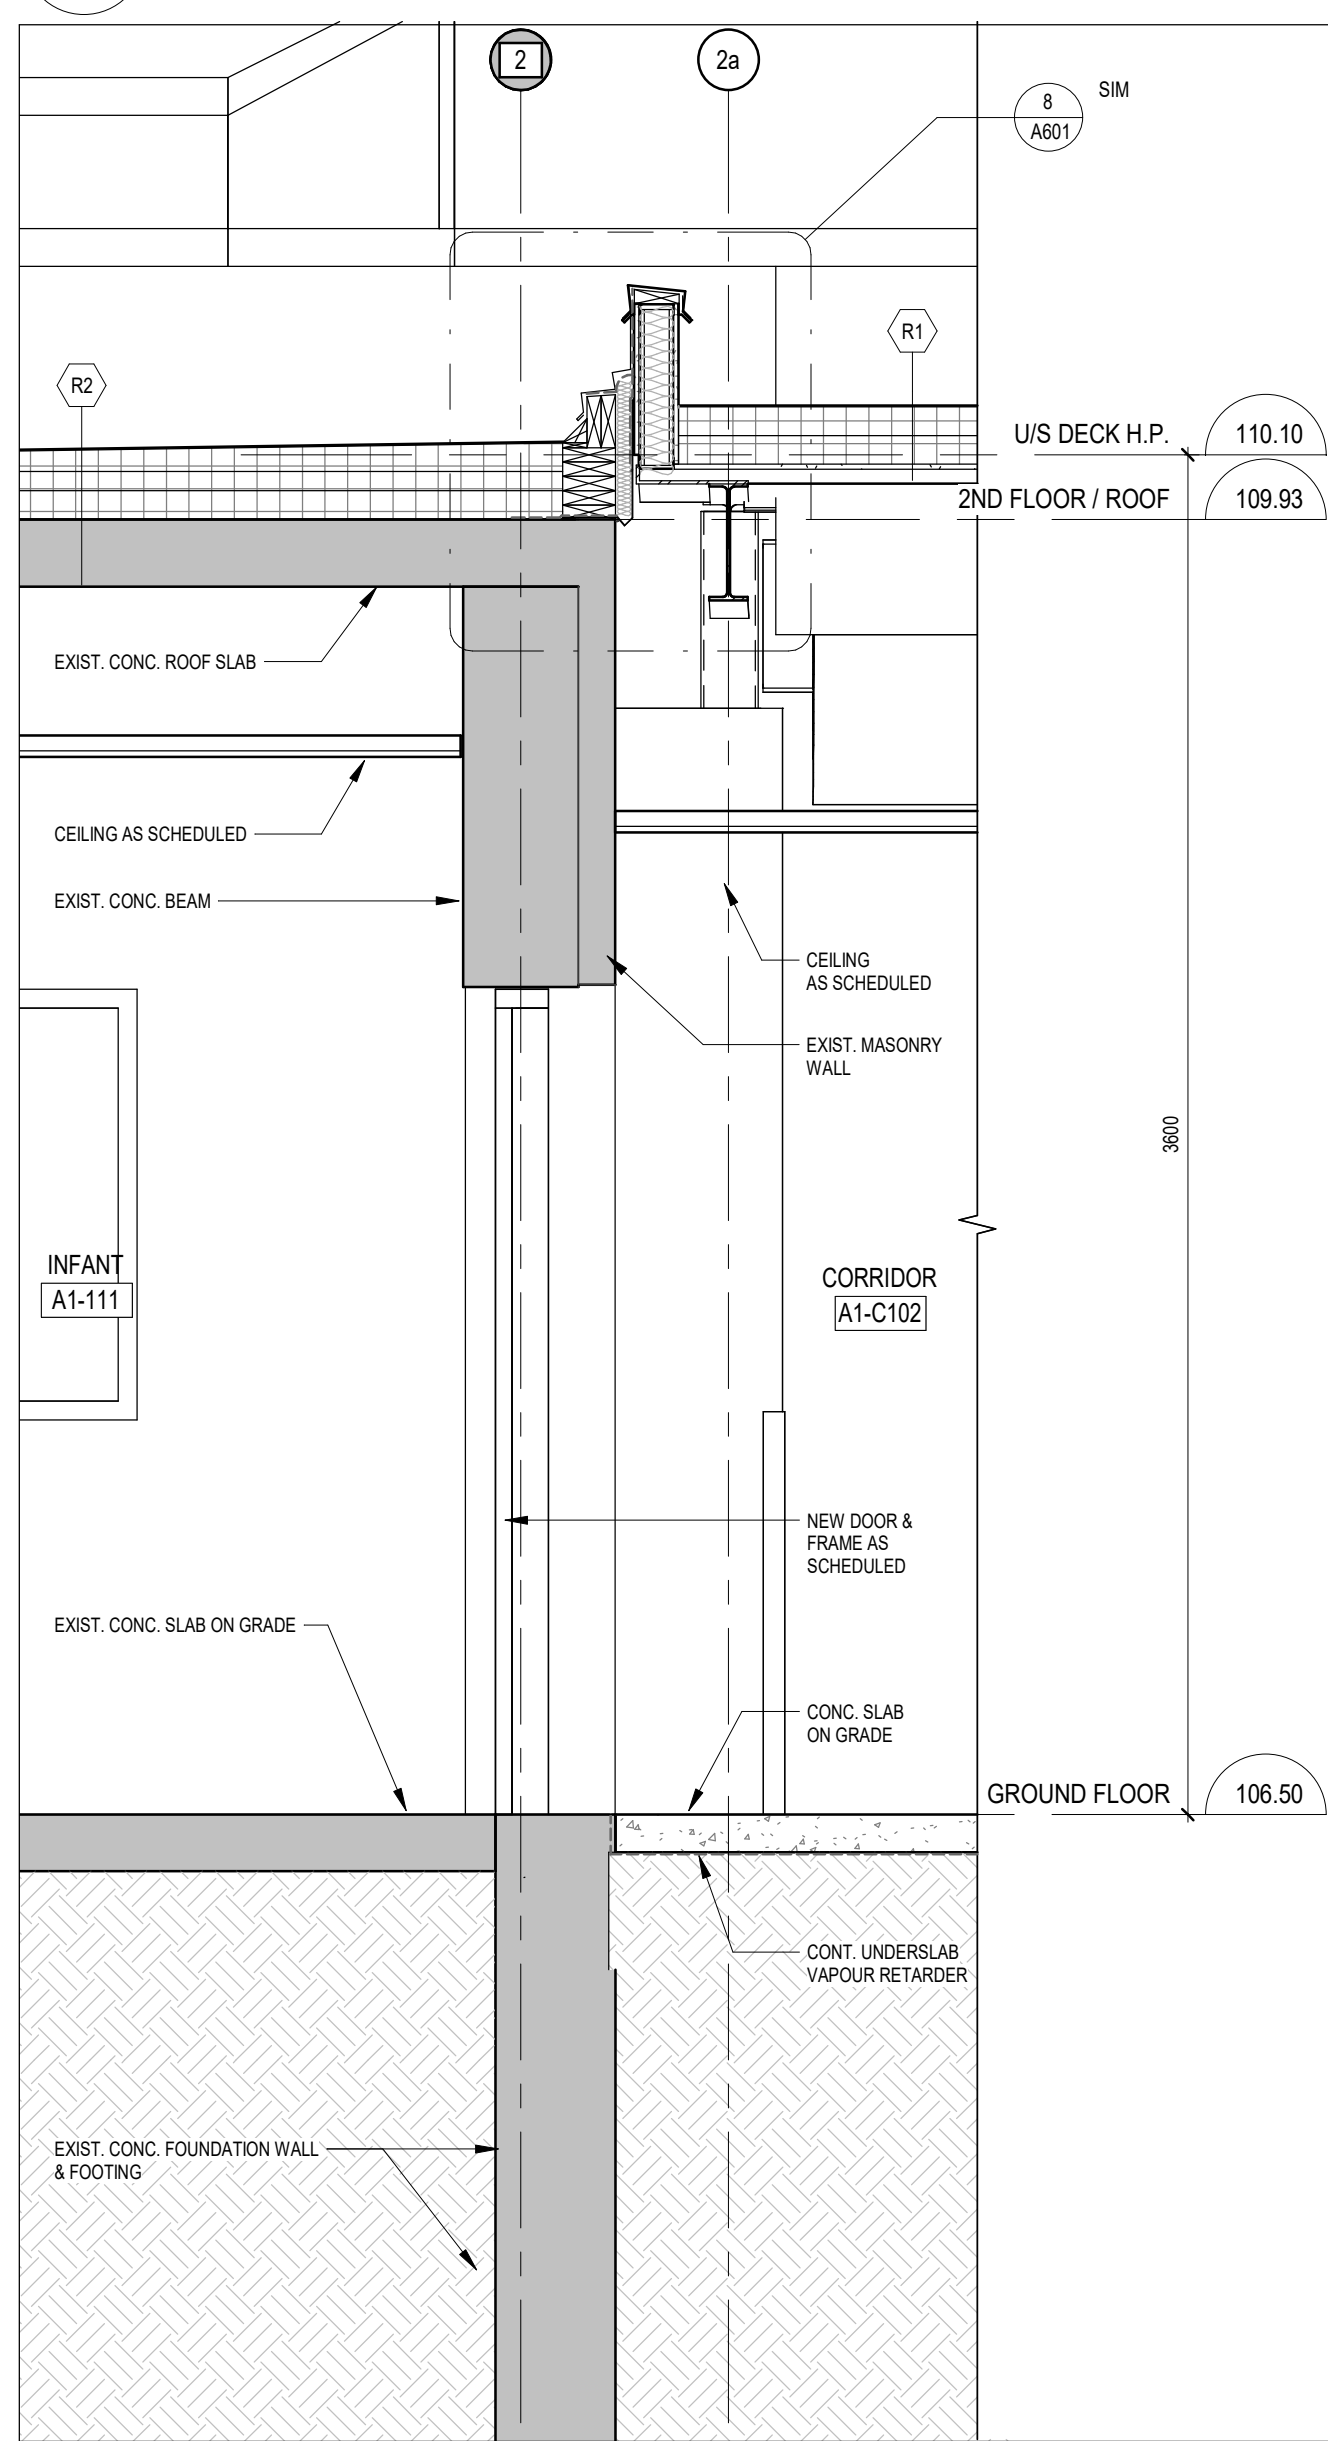 2
2a
8
A601
SIM
R1
R2
U/S DECK H.P.
110.10
2ND FLOOR / ROOF
109.93
EXIST. CONC. ROOF SLAB
CEILING AS SCHEDULED
EXIST. CONC. BEAM
CEILING
AS SCHEDULED
EXIST. MASONRY
WALL
3600
INFANT
A1-111
CORRIDOR
A1-C102
NEW DOOR &
FRAME AS
SCHEDULED
EXIST. CONC. SLAB ON GRADE
CONC. SLAB
ON GRADE
GROUND FLOOR
106.50
CONT. UNDERSLAB
VAPOUR RETARDER
EXIST. CONC. FOUNDATION WALL
& FOOTING